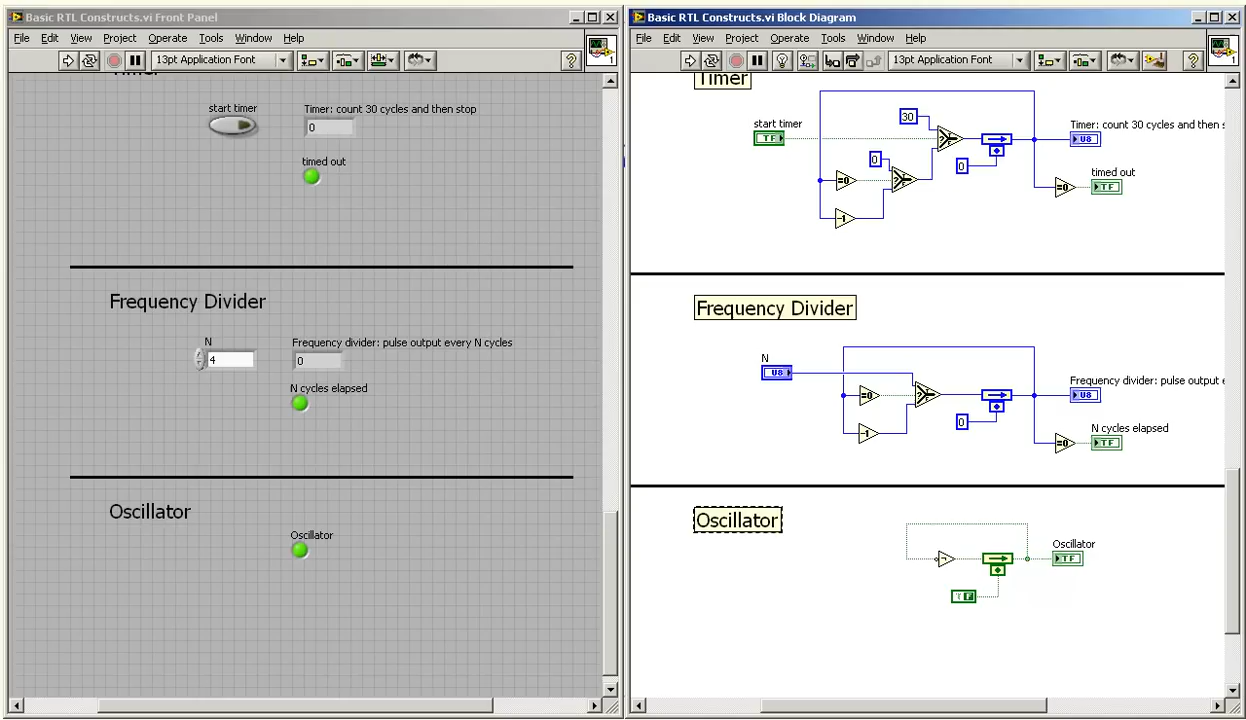 Basic RTL Constructs.vi Front Panel
File Edit View Project Operate Tools Window Help
13pt Application Font
?
1
Timer
start timer
Timer: count 30 cycles and then stop
0
timed out
Frequency Divider
N
4
Frequency divider: pulse output every N cycles
0
N cycles elapsed
Oscillator
Oscillator
Basic RTL Constructs.vi Block Diagram
File Edit View Project Operate Tools Window Help
13pt Application Font
?
1
Timer
start timer
TF
30
0
0
=0
-1
?
T
F
?
T
F
Timer: count 30 cycles and then s
U8
timed out
=0
TF
Frequency Divider
N
U8
=0
-1
?
T
F
0
Frequency divider: pulse output e
U8
N cycles elapsed
=0
TF
Oscillator
Oscillator
TF
F